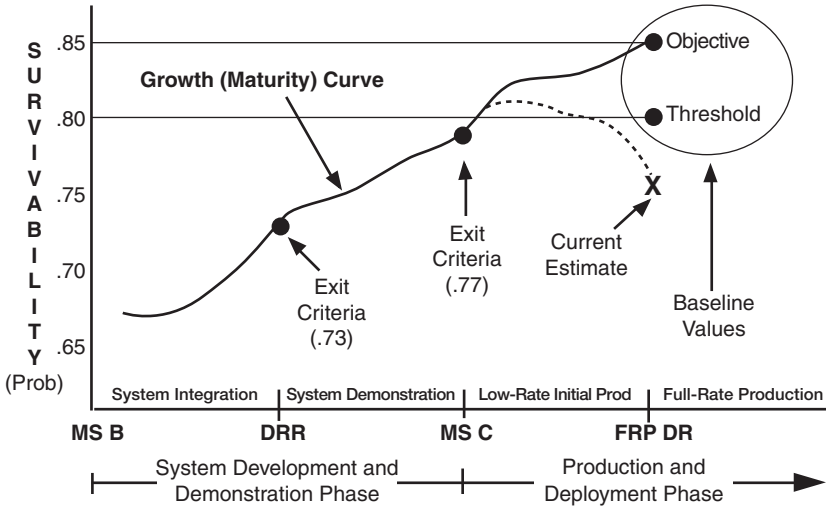 SURVIVABILITY
(Prob)
.85
.80
.75
.70
.65
Growth (Maturity) Curve
Objective
Threshold
Exit
Criteria
(.73)
Exit
Criteria
(.77)
X
Current
Estimate
Baseline
Values
System Integration
System Demonstration
Low-Rate Initial Prod
Full-Rate Production
MS B
DRR
MS C
FRP DR
System Development and
Demonstration Phase
Production and
Deployment Phase